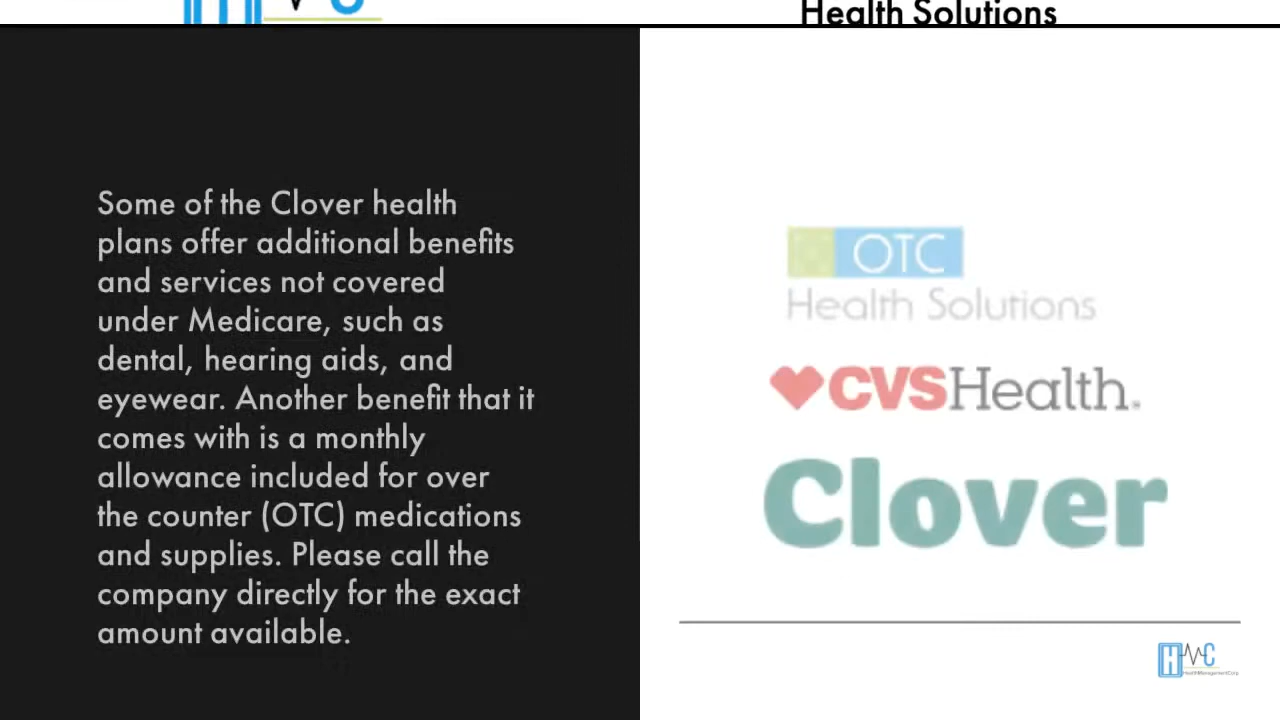 Health Solutions
Some of the Clover health
plans offer additional benefits
and services not covered
under Medicare, such as
dental, hearing aids, and
eyewear. Another benefit that it
comes with is a monthly
allowance included for over
the counter (OTC) medications
and supplies. Please call the
company directly for the exact
amount available.
OTC
Health Solutions
CVSHealth.
Clover
HMC
HealthManagementCorp